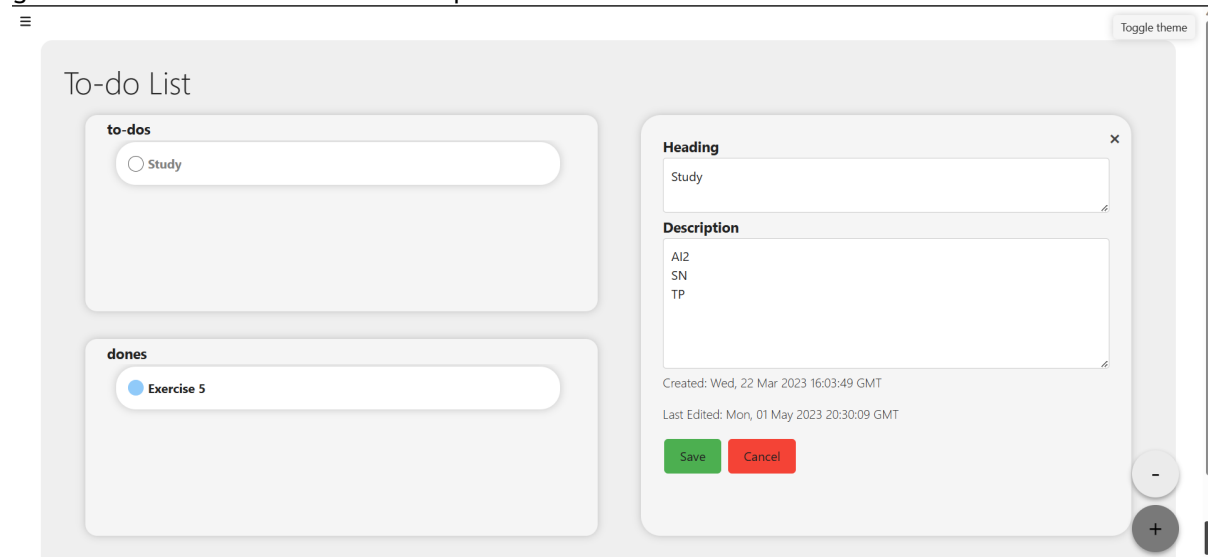 Toggle theme
To-do List
to-dos
Study
dones
Exercise 5
Heading
Study
Description
AI2
SN
TP
Created: Wed, 22 Mar 2023 16:03:49 GMT
Last Edited: Mon, 01 May 2023 20:30:09 GMT
Save
Cancel
-
+